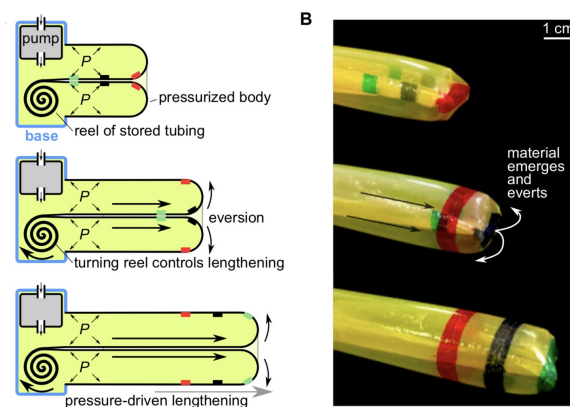 pump
P
P
pressurized body
reel of stored tubing
base
P
eversion
P
turning reel controls lengthening
P
P
pressure-driven lengthening
B
1 cm
material
emerges
and
everts